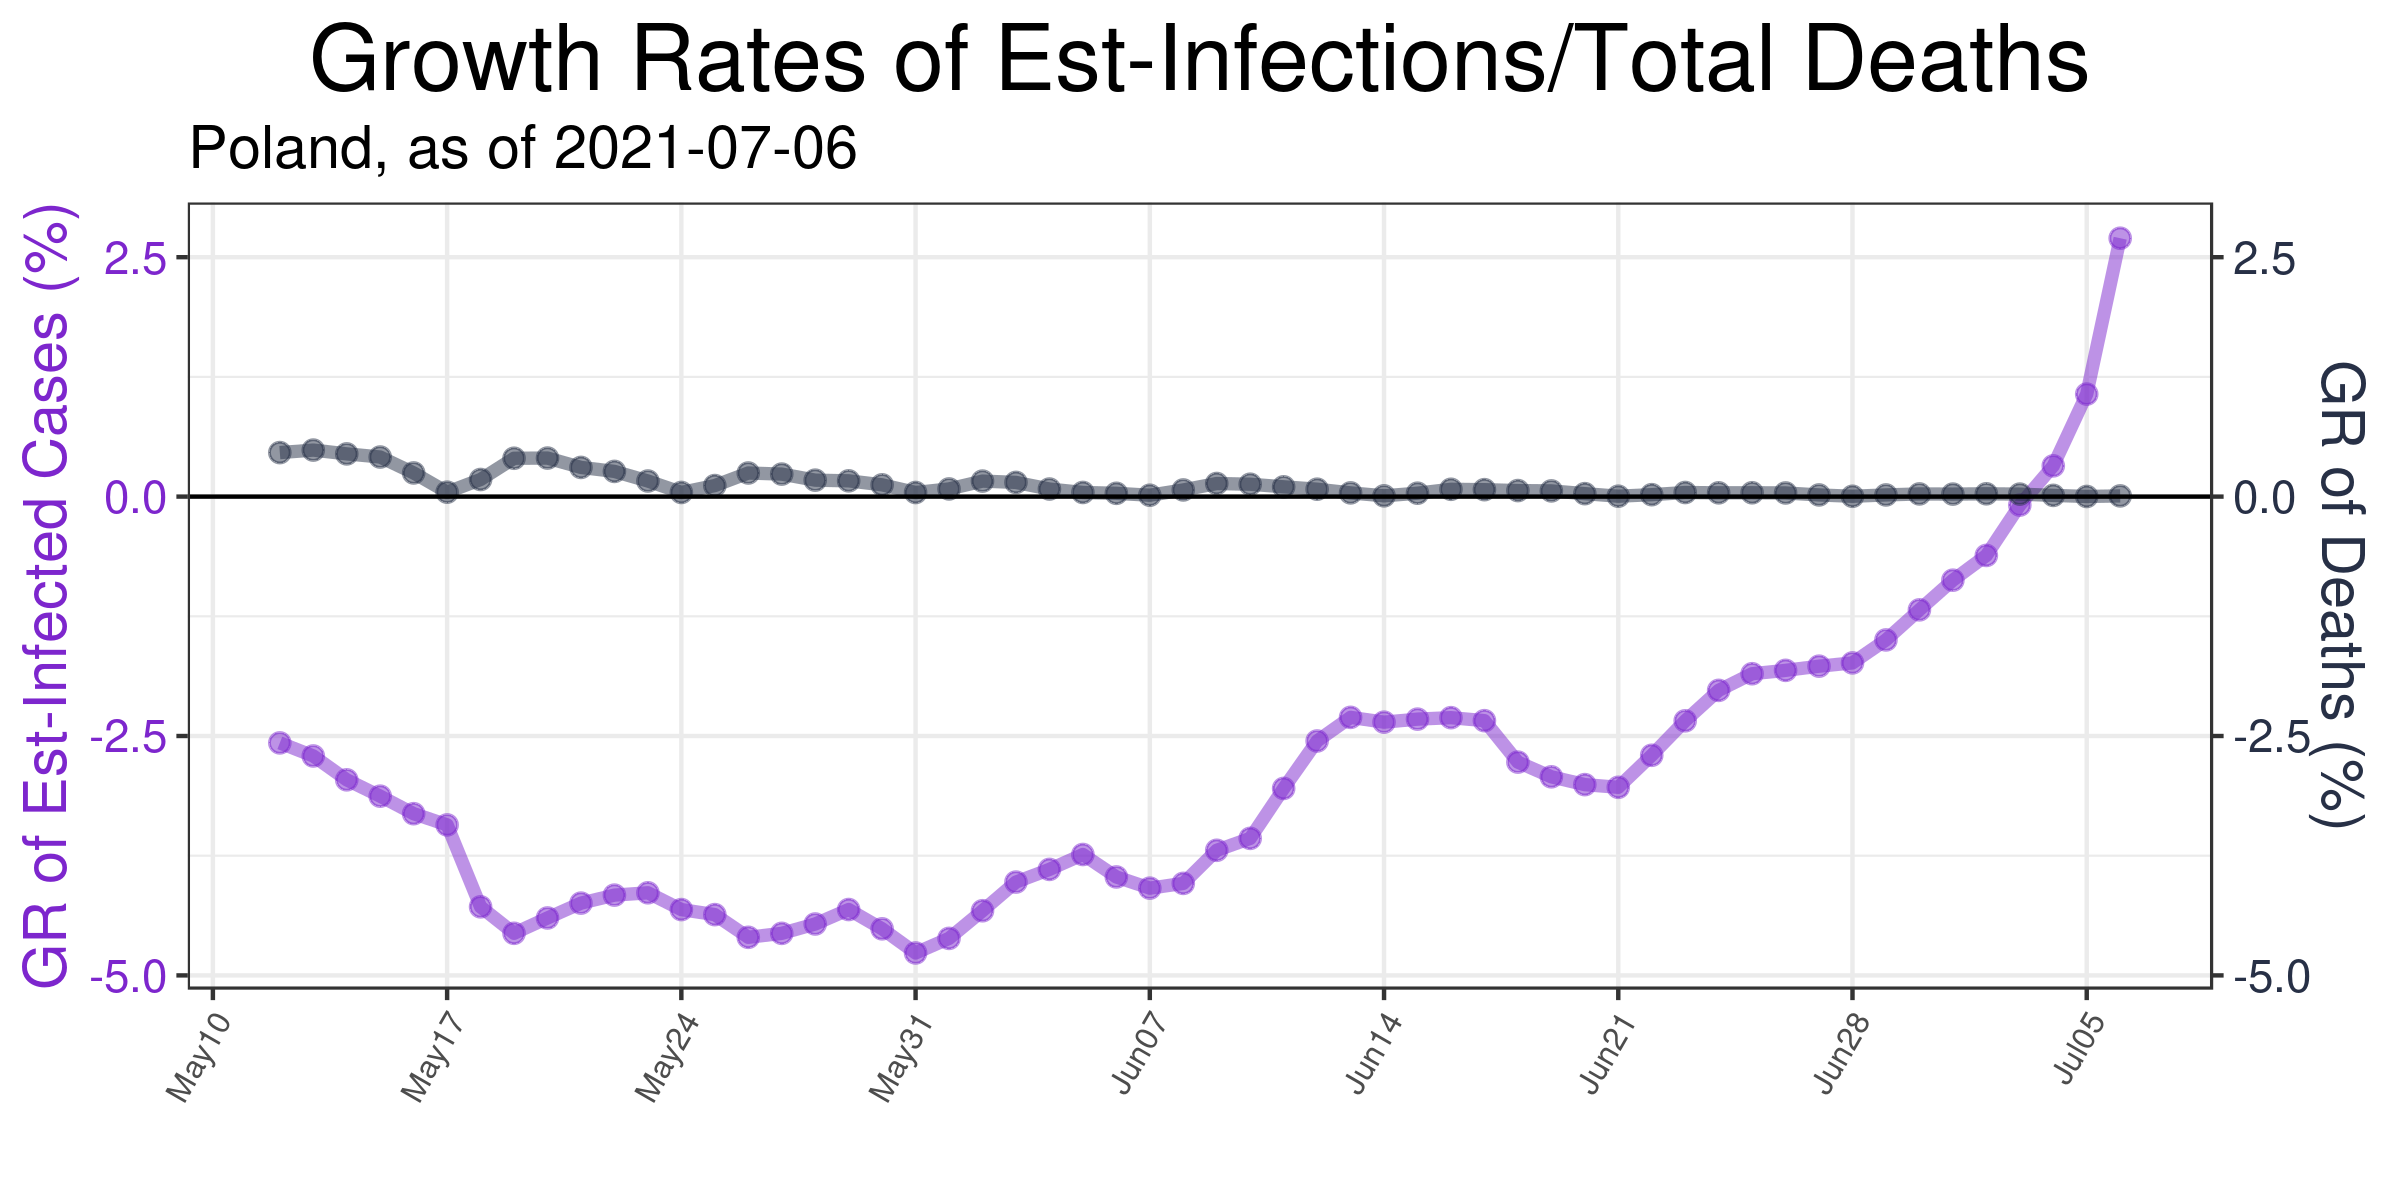 Growth Rates of Est-Infections/Total Deaths
Poland, as of 2021-07-06
GR of Est-Infected Cases (%)
2.5
0.0
-2.5
-5.0
2.5
0.0
-2.5
-5.0
GR of Deaths (%)
May10
May17
May24
May31
Jun07
Jun14
Jun21
Jun28
Jul05